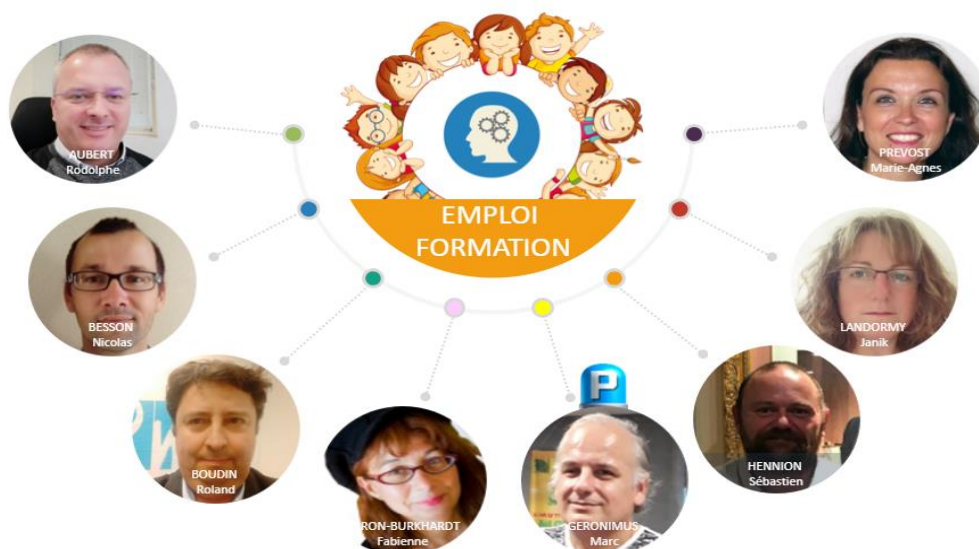 EMPLOI
FORMATION
AUBERT
Rodolphe
PREVOST
Marie-Agnes
BESSON
Nicolas
LANDORMY
Janik
BOUDIN
Roland
RON-BURKHARDT
Fabienne
P
GERONIMUS
Marc
HENNION
Sébastien